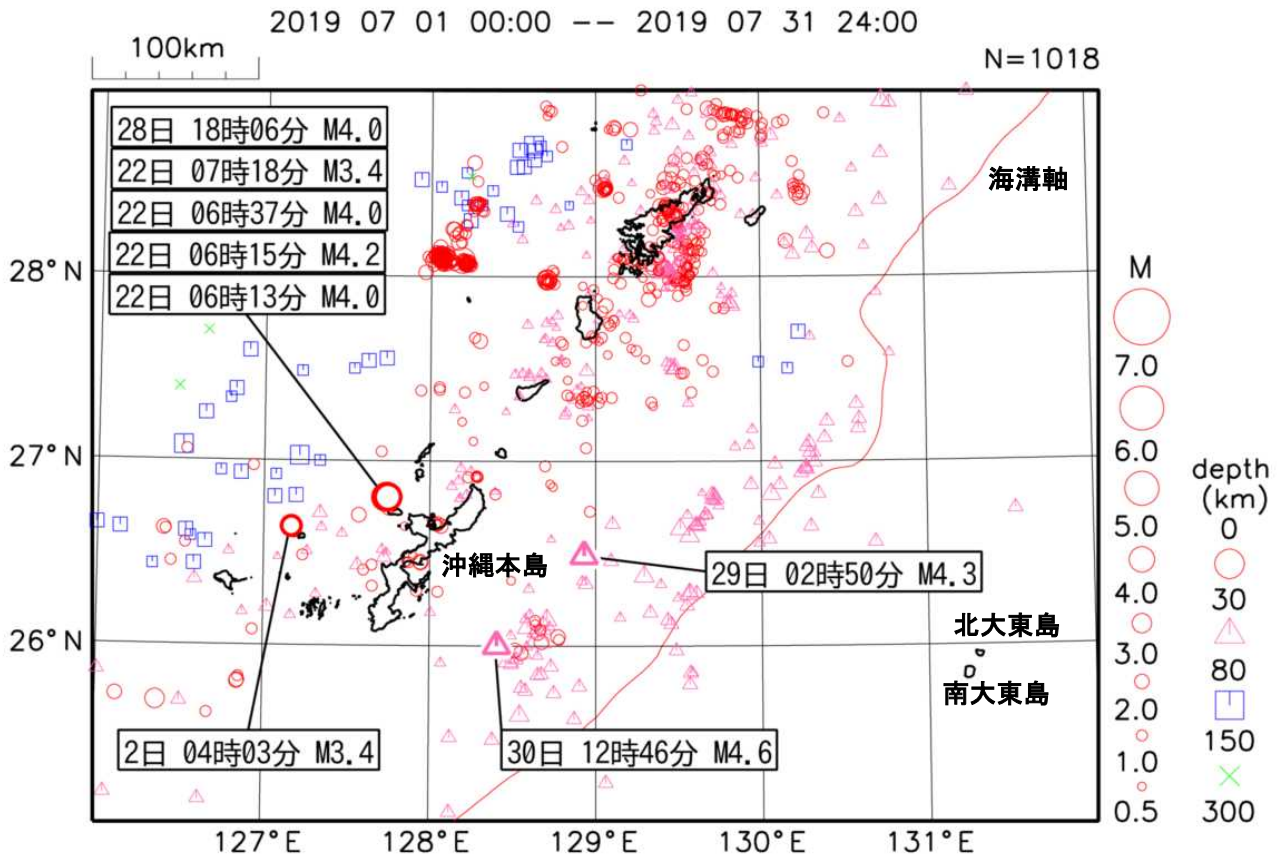 2019 07 01 00:00 -- 2019 07 31 24:00
100km
N=1018
28日 18時06分 M4.0
22日 07時18分 M3.4
22日 06時37分 M4.0
22日 06時15分 M4.2
22日 06時13分 M4.0
海溝軸
28°N
27°N
26°N
沖縄本島
29日 02時50分 M4.3
北大東島
南大東島
2日 04時03分 M3.4
30日 12時46分 M4.6
127°E
128°E
129°E
130°E
131°E
M
7.0
6.0
5.0
4.0
3.0
2.0
1.0
0.5
depth
(km)
0
30
80
150
300